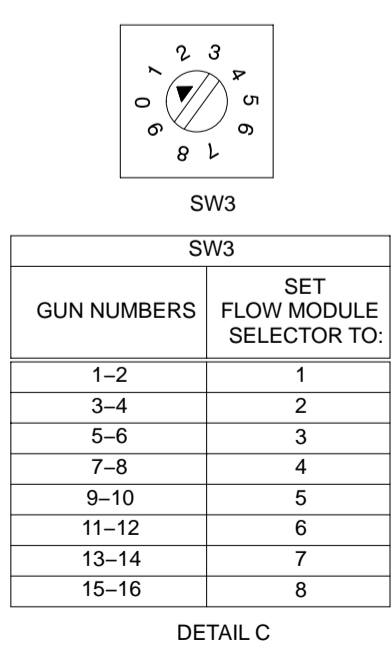 0 1 2 3 4 5 6 7 8 9
SW3
SW3
GUN NUMBERS
SET
FLOW MODULE
SELECTOR TO:
1–2 1
3–4 2
5–6 3
7–8 4
9–10 5
11–12 6
13–14 7
15–16 8
DETAIL C